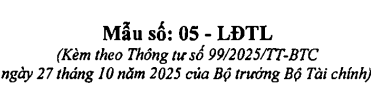 Mẫu số: 05 - LĐTL
(Kèm theo Thông tư số 99/2025/TT-BTC
ngày 27 tháng 10 năm 2025 của Bộ trưởng Bộ Tài chính)